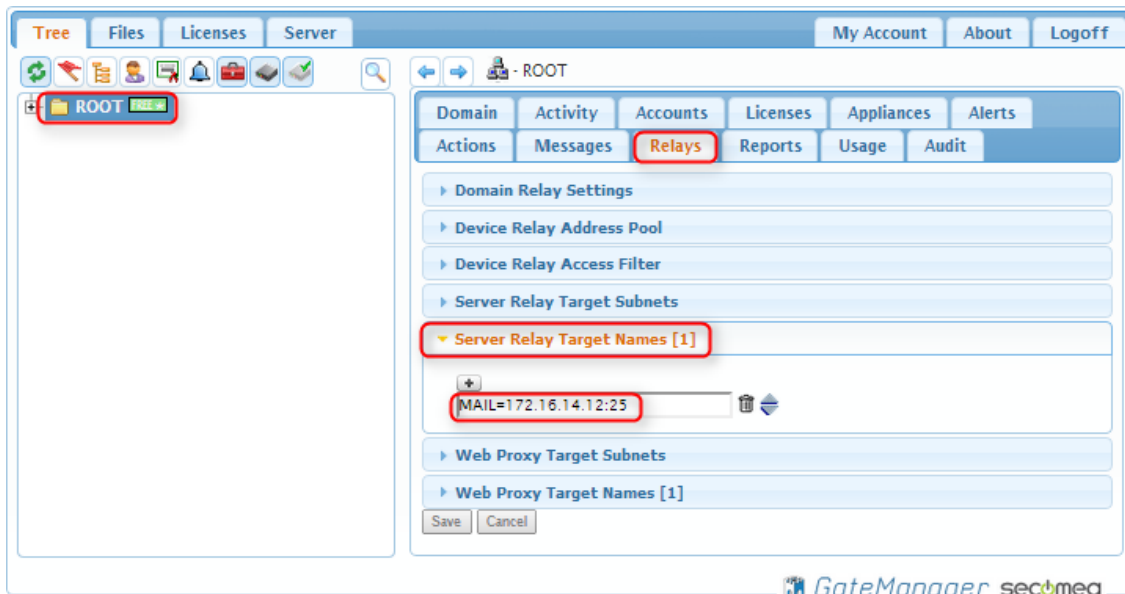 Tree Files Licenses Server My Account About Logoff
- ROOT
ROOT FREE
Domain Activity Accounts Licenses Appliances Alerts
Actions Messages Relays Reports Usage Audit
Domain Relay Settings
Device Relay Address Pool
Device Relay Access Filter
Server Relay Target Subnets
Server Relay Target Names [1]
MAIL=172.16.14.12:25
Web Proxy Target Subnets
Web Proxy Target Names [1]
Save Cancel
GateManager secomea